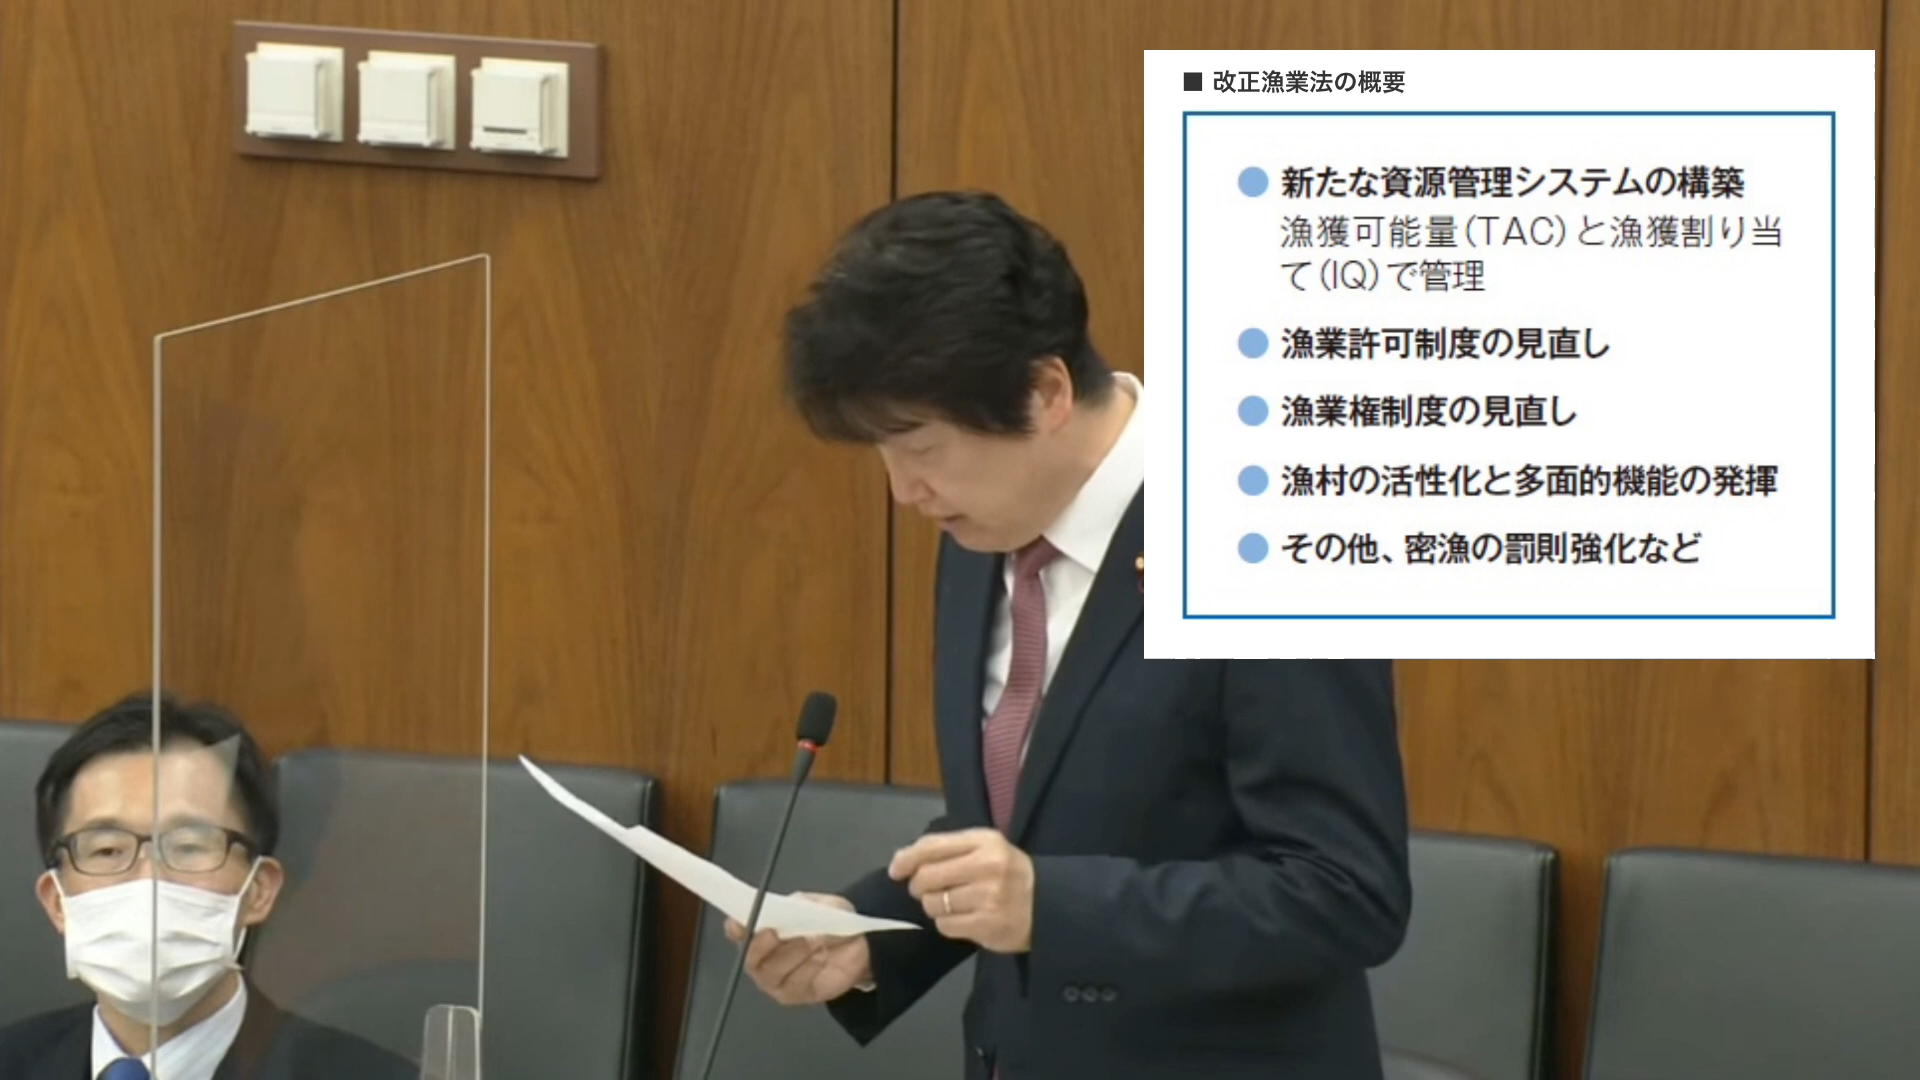 ■ 改正漁業法の概要
● 新たな資源管理システムの構築
漁獲可能量(TAC)と漁獲割り当
て(IQ)で管理
● 漁業許可制度の見直し
● 漁業権制度の見直し
● 漁村の活性化と多面的機能の発揮
● その他、密漁の罰則強化など